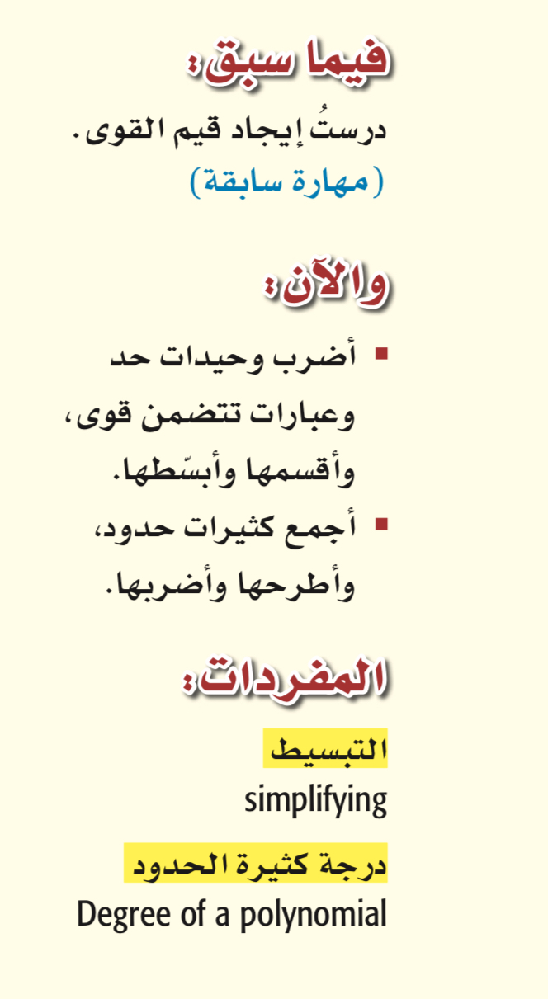 فيما سبق:
درستُ إيجاد قيم القوى.
(مهارة سابقة)
والآن:
▪ أضرب وحيدات حد
وعبارات تتضمن قوى،
وأقسمها وأبسّطها.
▪ أجمع كثيرات حدود،
وأطرحها وأضربها.
المفردات:
التبسيط
simplifying
درجة كثيرة الحدود
Degree of a polynomial